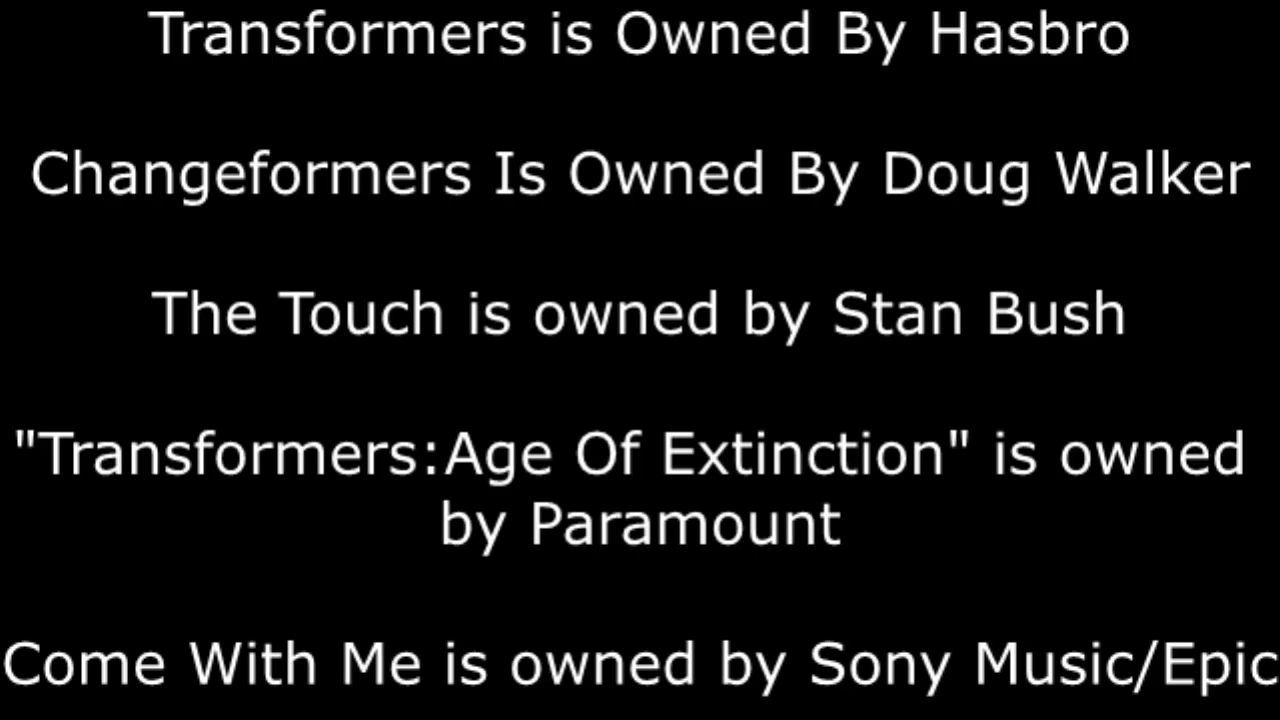 Transformers is Owned By Hasbro
Changeformers Is Owned By Doug Walker
The Touch is owned by Stan Bush
"Transformers:Age Of Extinction" is owned
by Paramount
Come With Me is owned by Sony Music/Epic